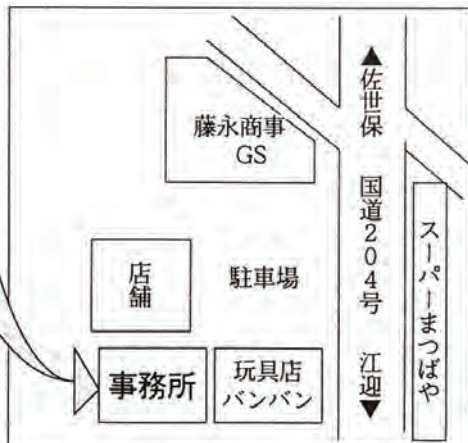 ▲佐世保　国道204号　江迎▼
藤永商事
GS
スーパーまつばや
店舗
駐車場
事務所
玩具店
バンバン